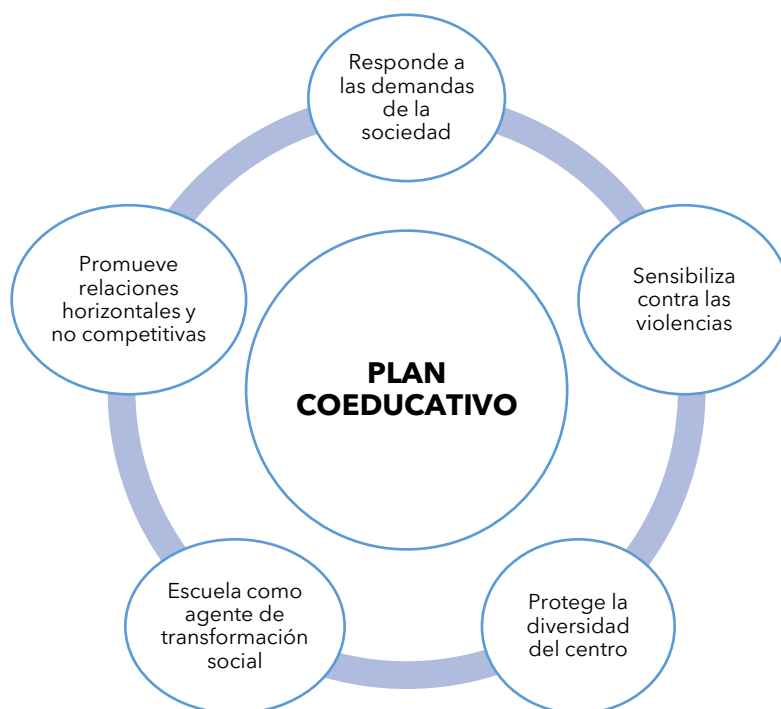 Responde a
las demandas
de la
sociedad
Sensibiliza
contra las
violencias
Protege la
diversidad
del centro
Escuela como
agente de
transformación
social
Promueve
relaciones
horizontales y
no competitivas
PLAN
COEDUCATIVO